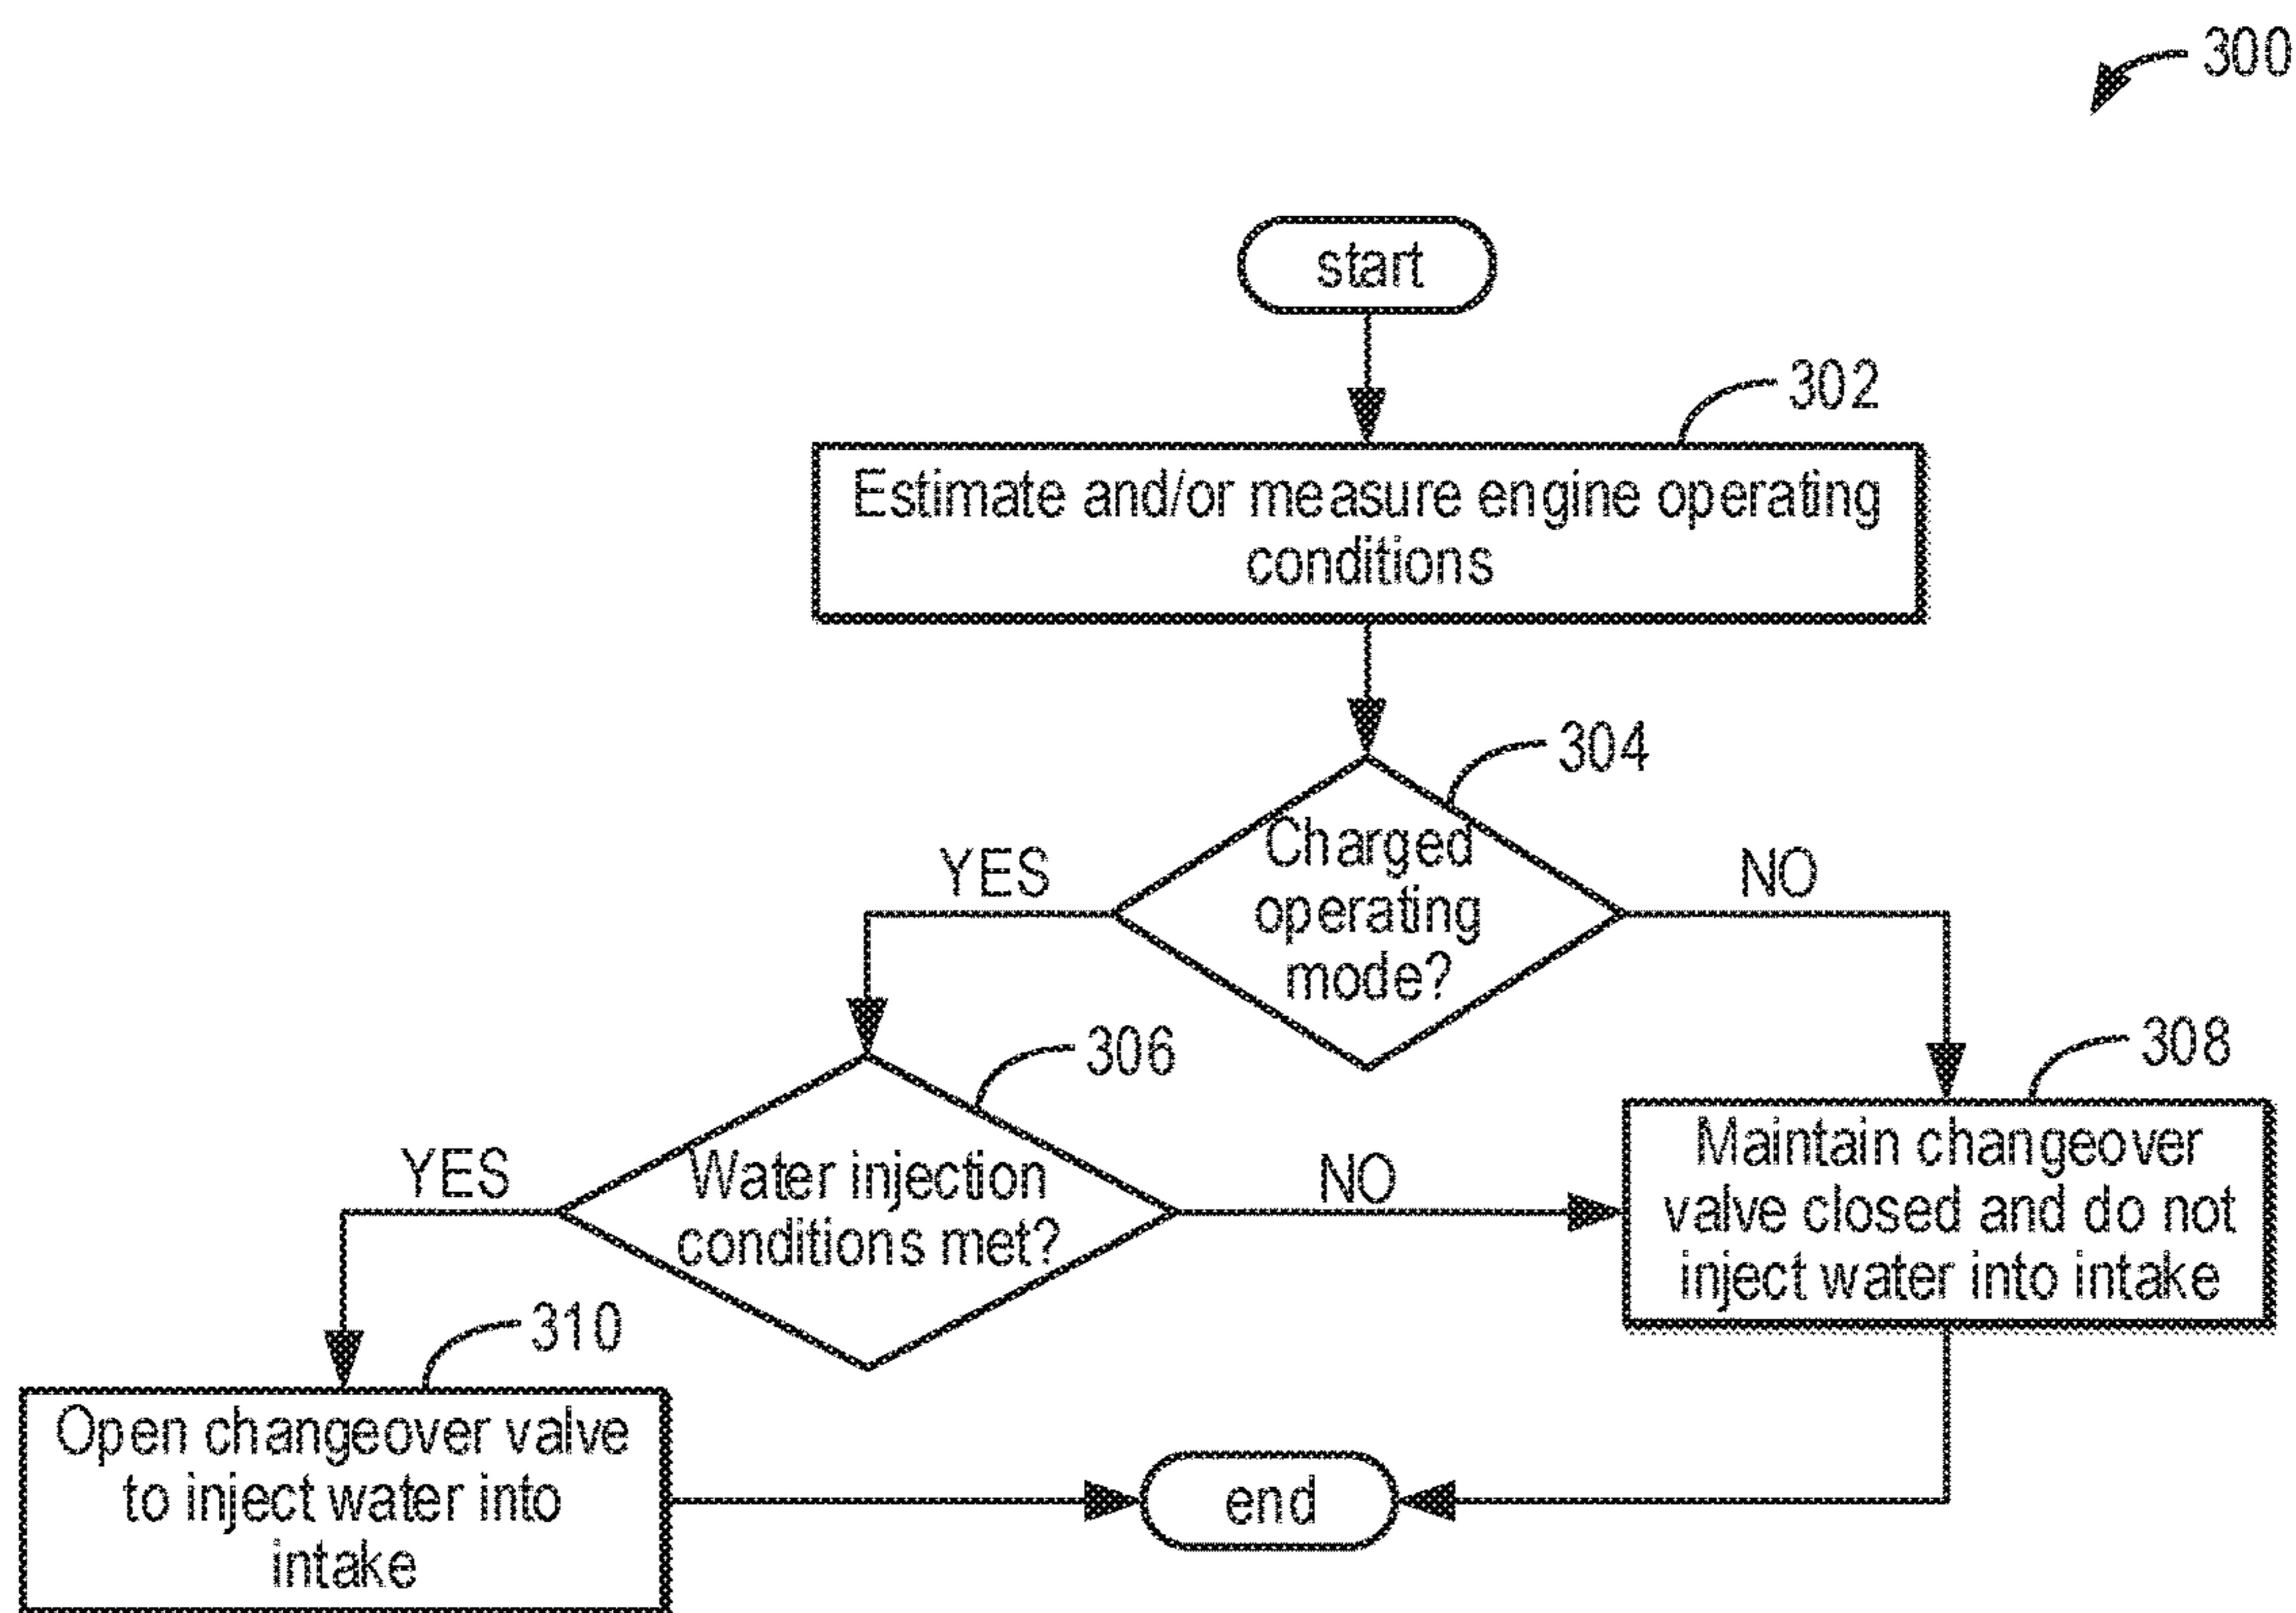 300
start
302
Estimate and/or measure engine operating
conditions
304
Charged
operating
mode?
YES
NO
306
Water injection
conditions met?
YES
NO
308
Maintain changeover
valve closed and do not
inject water into intake
310
Open changeover valve
to inject water into
intake
end